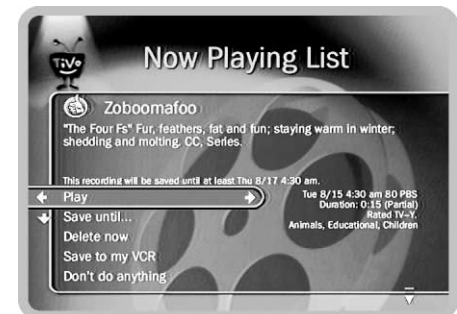 TiVo
Now Playing List
Zoboomafoo
"The Four Fs" Fur, feathers, fat and fun; staying warm in winter;
shedding and molting. CC, Series.
This recording will be saved until at least Thu 8/17 4:30 am.
Play
Tue 8/15 4:30 am 80 PBS
Duration: 0:15 (Partial)
Rated TV-Y.
Animals, Educational, Children
Save until...
Delete now
Save to my VCR
Don't do anything